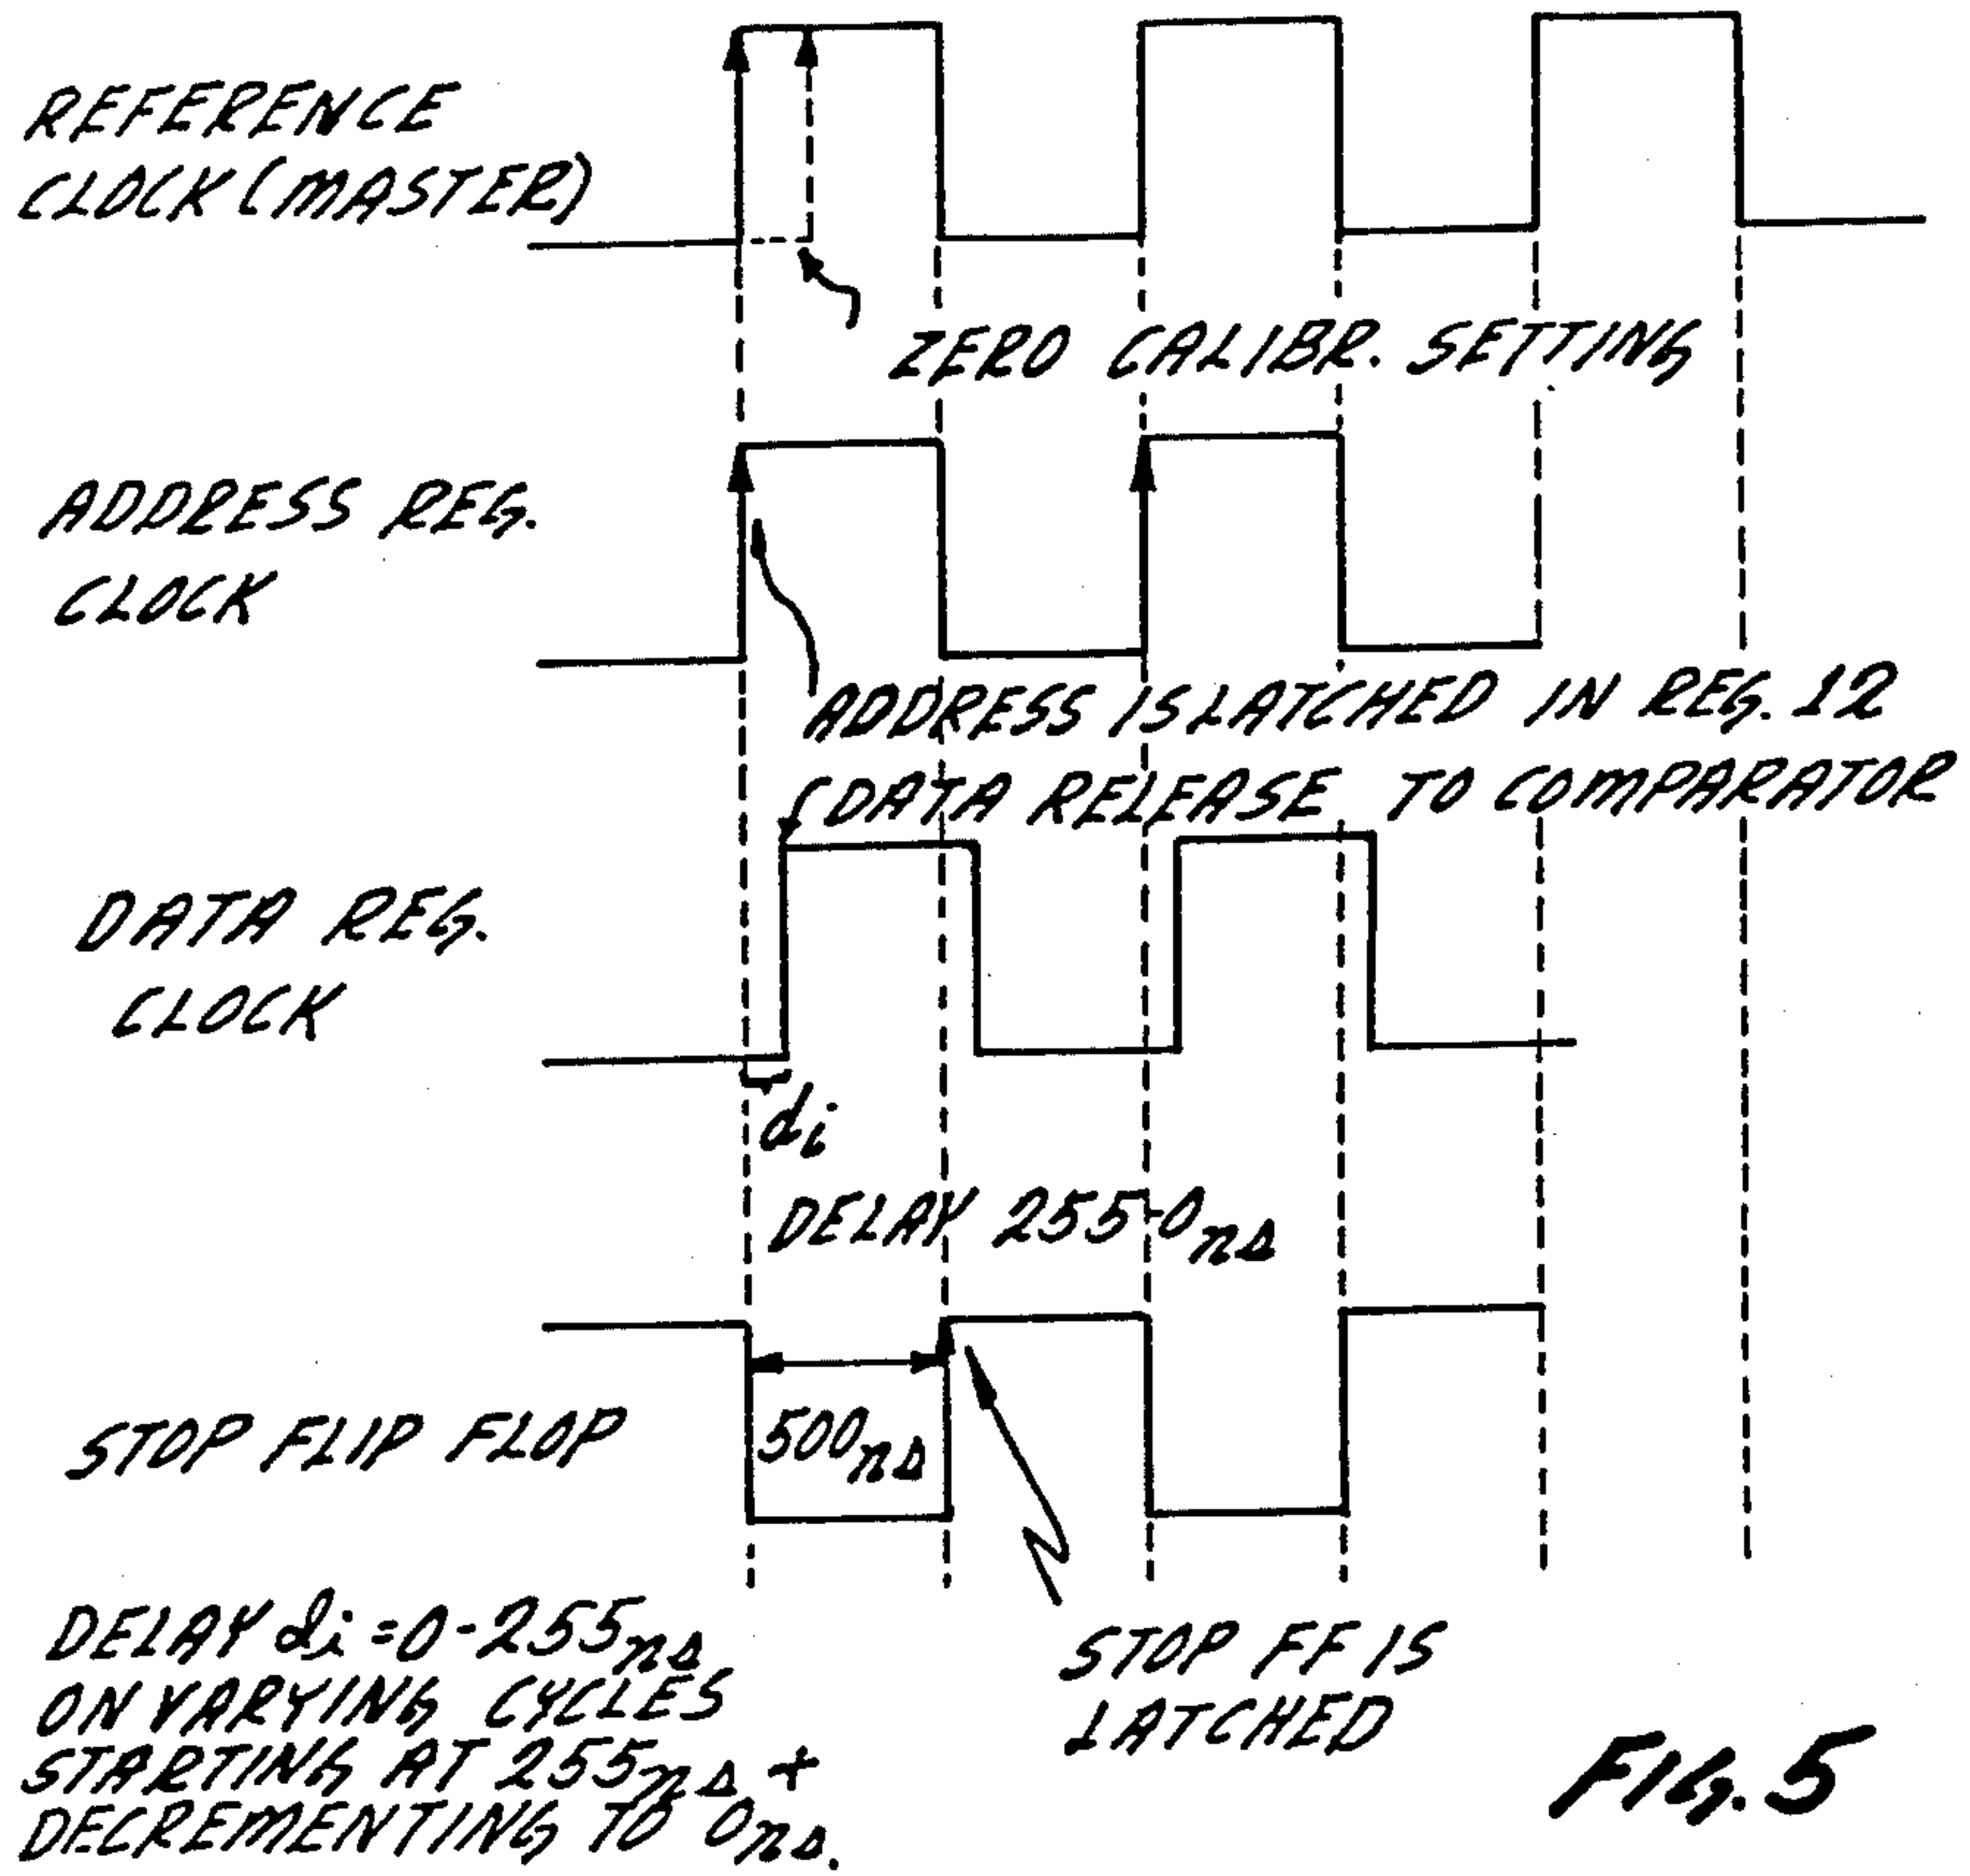 REFERENCE
CLOCK (MASTER)
ZERO CALIBR. SETTING
ADDRESS REG.
CLOCK
ADDRESS IS LATCHED IN REG. 12
DATA RELEASE TO COMPARATOR
DATA REG.
CLOCK
di
DELAY 255-0ns
STOP FLIP FLOP
500ns
DELAY di = 0-255ns
ON VARYING CYCLES
STARTING AT 255ns +
DECREMENTING TO 0ns.
STOP FF IS
LATCHED
FIG. 5